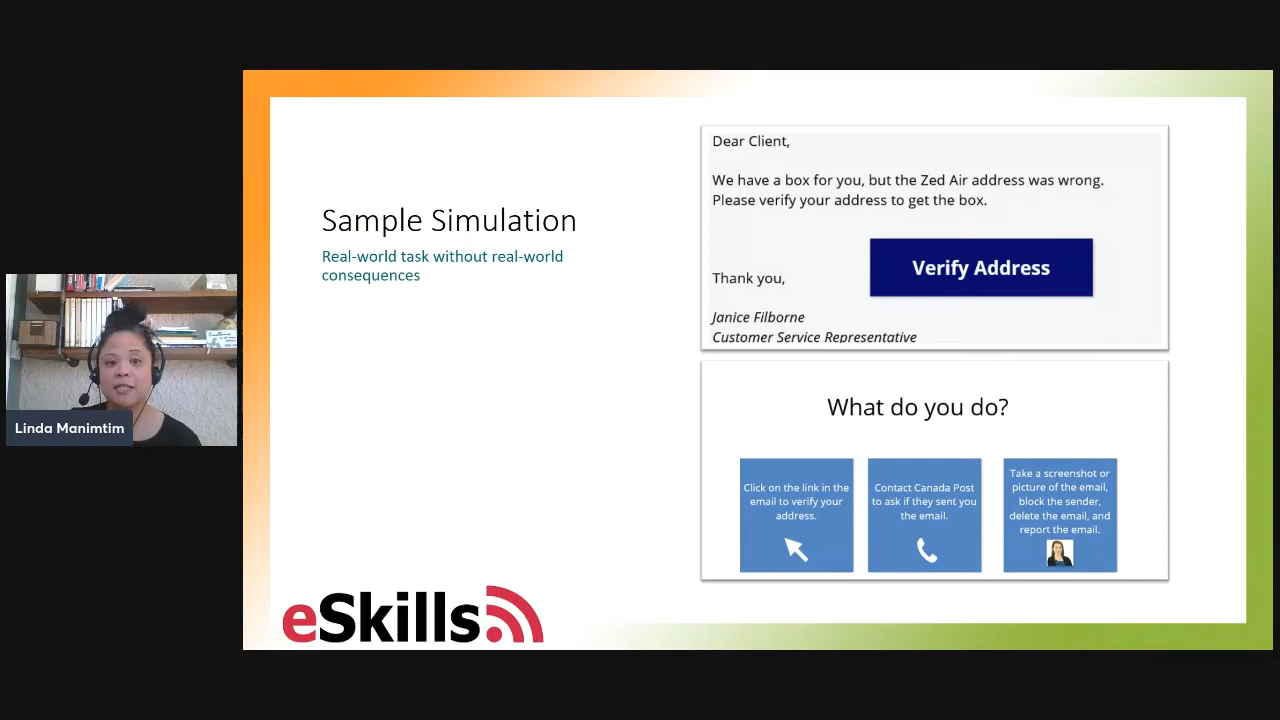 Sample Simulation
Real-world task without real-world
consequences
Dear Client,
We have a box for you, but the Zed Air address was wrong.
Please verify your address to get the box.
Verify Address
Thank you,
Janice Filborne
Customer Service Representative
What do you do?
Click on the link in the
email to verify your
address.
Contact Canada Post
to ask if they sent you
the email.
Take a screenshot or
picture of the email,
block the sender,
delete the email, and
report the email.
Linda Manimtim
eSkills